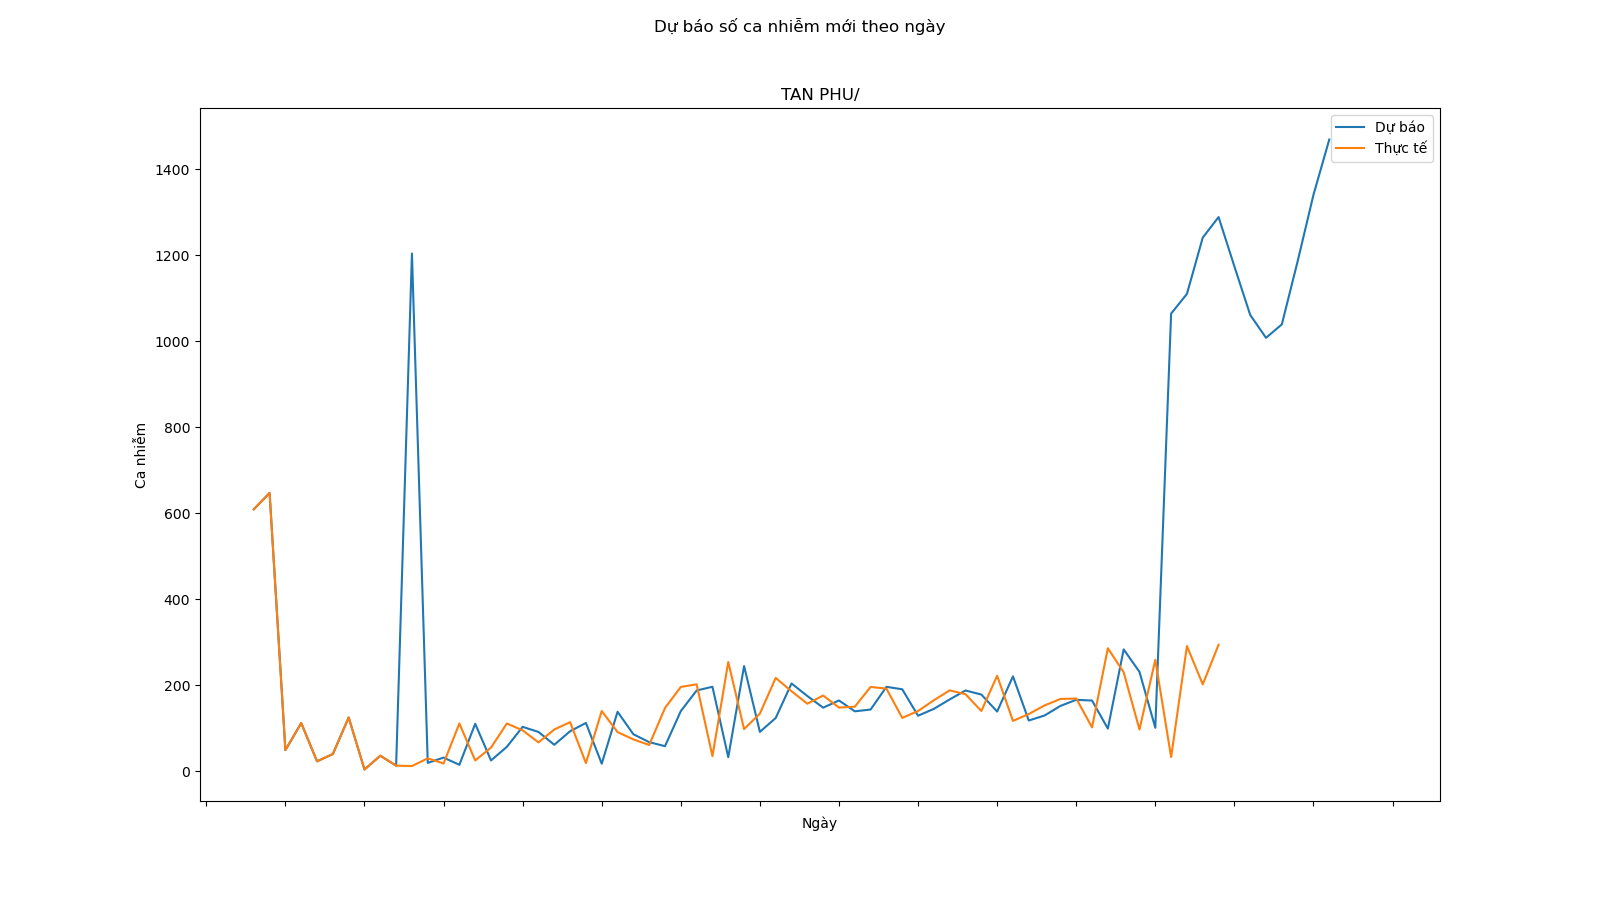 Dự báo số ca nhiễm mới theo ngày
TAN PHU/
Dự báo
Thực tế
1400
1200
1000
800
600
400
200
0
Ca nhiễm
Ngày